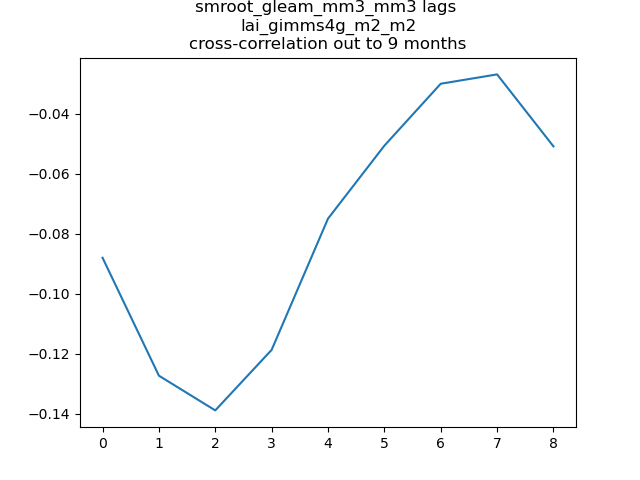 smroot_gleam_mm3_mm3 lags
lai_gimms4g_m2_m2
cross-correlation out to 9 months
−0.04
−0.06
−0.08
−0.10
−0.12
−0.14
0 1 2 3 4 5 6 7 8